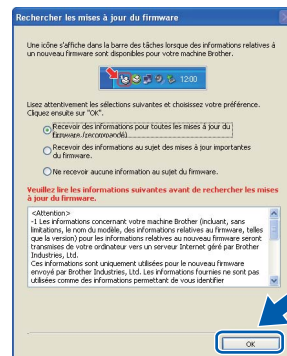 Rechercher les mises à jour du firmware
Une icône s'affiche dans la barre des tâches lorsque des informations relatives à
un nouveau firmware sont disponibles pour votre machine Brother.
12:00
Lisez attentivement les sélections suivantes et choisissez votre préférence.
Cliquez ensuite sur "OK".
Recevoir des informations pour toutes les mises à jour du
firmware.(recommandé)
Recevoir des informations au sujet des mises à jour importantes
du firmware.
Ne recevoir aucune information au sujet du firmware.
Veuillez lire les informations suivantes avant de rechercher les mises
à jour du firmware.
<Attention>
-1 Les informations concernant votre machine Brother (incluant, sans
limitations, le nom du modèle, des informations relatives au firmware, telles
que la version) pour les informations relatives au nouveau firmware seront
transmises de votre ordinateur vers un serveur Internet géré par Brother
Industries, Ltd.
Ces informations sont uniquement utilisées pour le nouveau firmware
envoyé par Brother Industries, Ltd. Les informations fournies ne sont pas
utilisées comme des informations permettant de vous identifier
OK